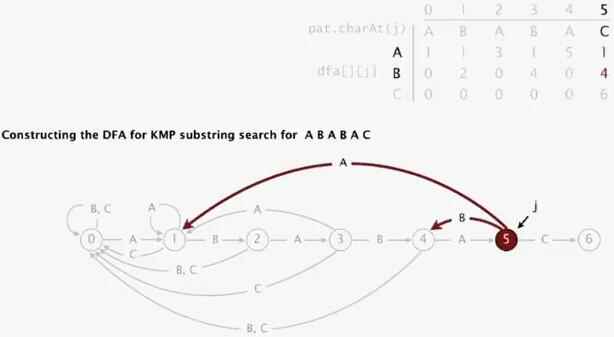 0 1 2 3 4 5
pat.charAt(j) A B A B A C
A 1 1 3 1 5 1
dfa[][j] B 0 2 0 4 0 4
C 0 0 0 0 0 6
Constructing the DFA for KMP substring search for A B A B A C
A
B, C A A B j
0 A 1 B 2 A 3 B 4 A 5 C 6
C
B, C
C
B, C